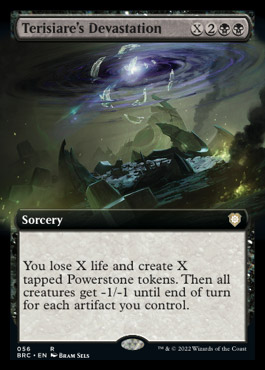 Terisiare's Devastation X2
Sorcery
You lose X life and create X
tapped Powerstone tokens. Then all
creatures get -1/-1 until end of turn
for each artifact you control.
056 R
BRC • EN Bram Sels
™ & © 2022 Wizards of the Coast